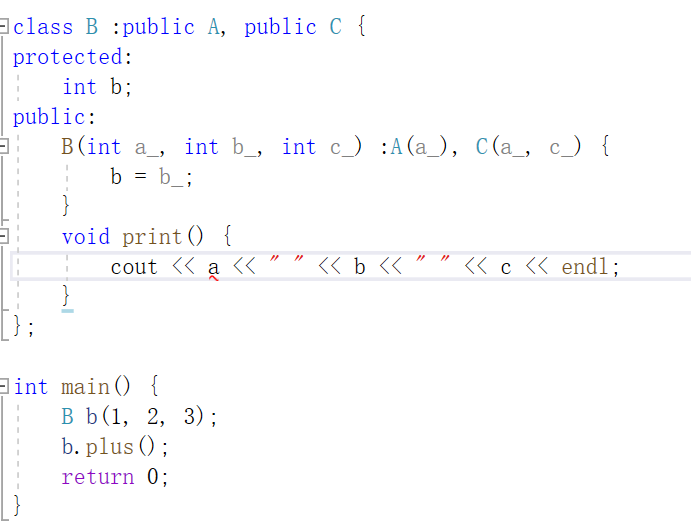 class B :public A, public C {
protected:
    int b;
public:
    B(int a_, int b_, int c_) :A(a_), C(a_, c_) {
        b = b_;
    }
    void print() {
        cout << a << " " << b << " " << c << endl;
    }
};

int main() {
    B b(1, 2, 3);
    b.plus();
    return 0;
}